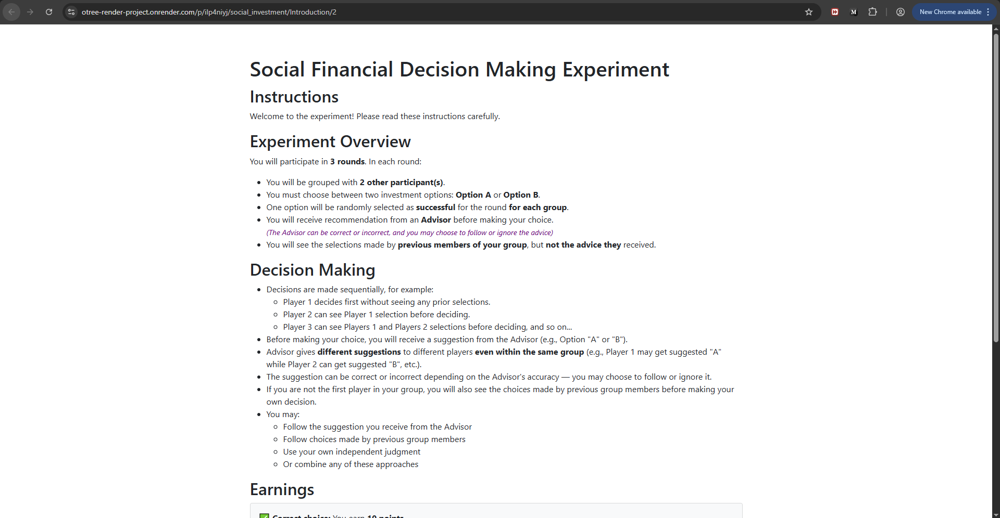 otree-render-project.onrender.com/p/ilp4niyj/social_investment/Introduction/2
M
New Chrome available
Social Financial Decision Making Experiment
Instructions
Welcome to the experiment! Please read these instructions carefully.
Experiment Overview
You will participate in 3 rounds. In each round:
You will be grouped with 2 other participant(s).
You must choose between two investment options: Option A or Option B.
One option will be randomly selected as successful for the round for each group.
You will receive recommendation from an Advisor before making your choice.
(The Advisor can be correct or incorrect, and you may choose to follow or ignore the advice)
You will see the selections made by previous members of your group, but not the advice they received.
Decision Making
Decisions are made sequentially, for example:
Player 1 decides first without seeing any prior selections.
Player 2 can see Player 1 selection before deciding.
Player 3 can see Players 1 and Players 2 selections before deciding, and so on...
Before making your choice, you will receive a suggestion from the Advisor (e.g., Option "A" or "B").
Advisor gives different suggestions to different players even within the same group (e.g., Player 1 may get suggested "A"
while Player 2 can get suggested "B", etc.).
The suggestion can be correct or incorrect depending on the Advisor's accuracy — you may choose to follow or ignore it.
If you are not the first player in your group, you will also see the choices made by previous group members before making your
own decision.
You may:
Follow the suggestion you receive from the Advisor
Follow choices made by previous group members
Use your own independent judgment
Or combine any of these approaches
Earnings
Correct choice: You earn 10 points